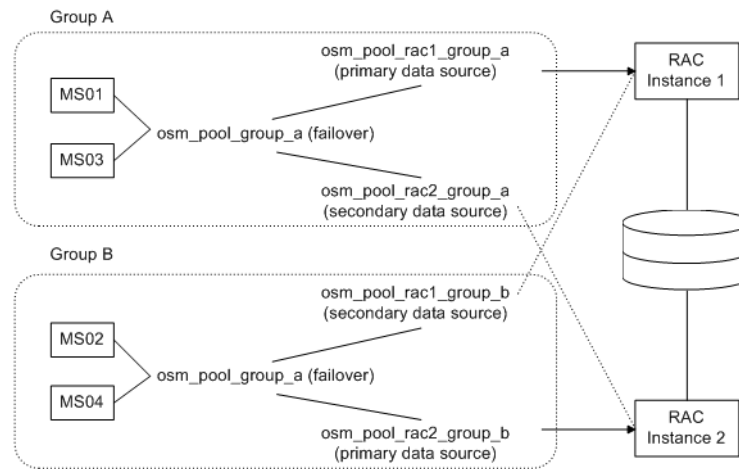 Group A
osm_pool_rac1_group_a
(primary data source)
RAC
Instance 1
MS01
osm_pool_group_a (failover)
MS03
osm_pool_rac2_group_a
(secondary data source)
Group B
osm_pool_rac1_group_b
(secondary data source)
MS02
osm_pool_group_a (failover)
MS04
osm_pool_rac2_group_b
(primary data source)
RAC
Instance 2